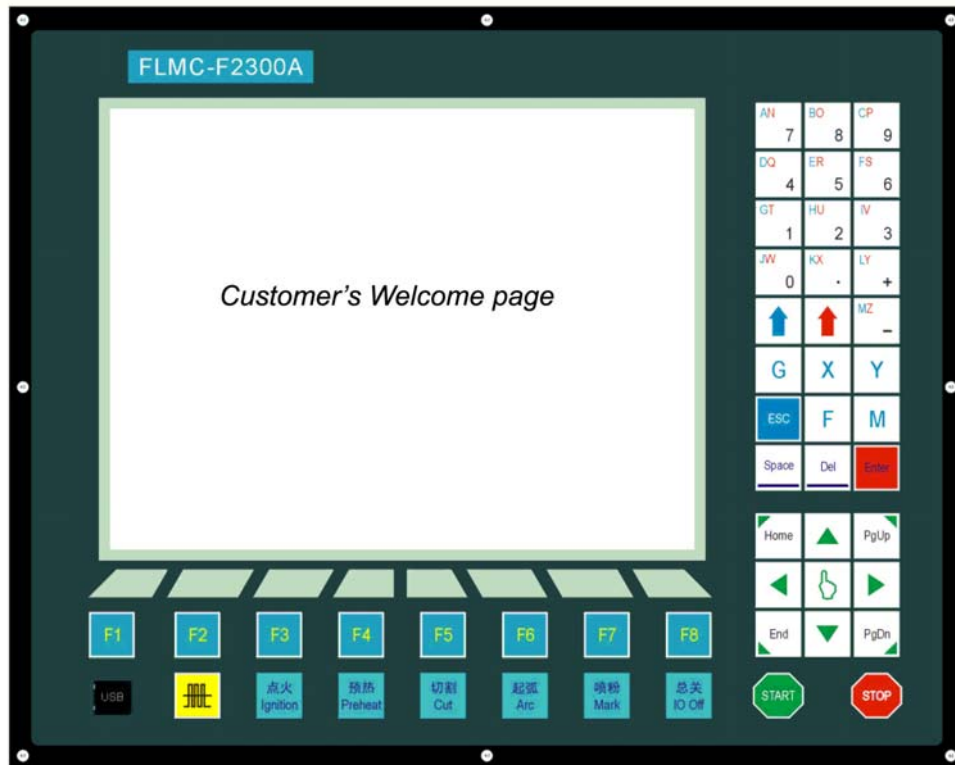 FLMC-F2300A
Customer's Welcome page
AN 7
BO 8
CP 9
DQ 4
ER 5
FS 6
GT 1
HU 2
IV 3
JW 0
KX .
LY +
MZ −
G
X
Y
ESC
F
M
Space
Del
Enter
Home
PgUp
End
PgDn
F1
F2
F3
F4
F5
F6
F7
F8
USB
点火
Ignition
预热
Preheat
切割
Cut
起弧
Arc
喷粉
Mark
总关
IO Off
START
STOP